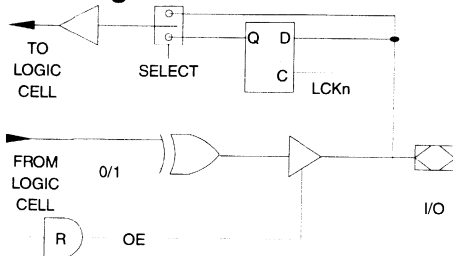 TO
LOGIC
CELL
SELECT
Q D
C
LCKn
FROM
LOGIC
CELL
0/1
I/O
R
OE